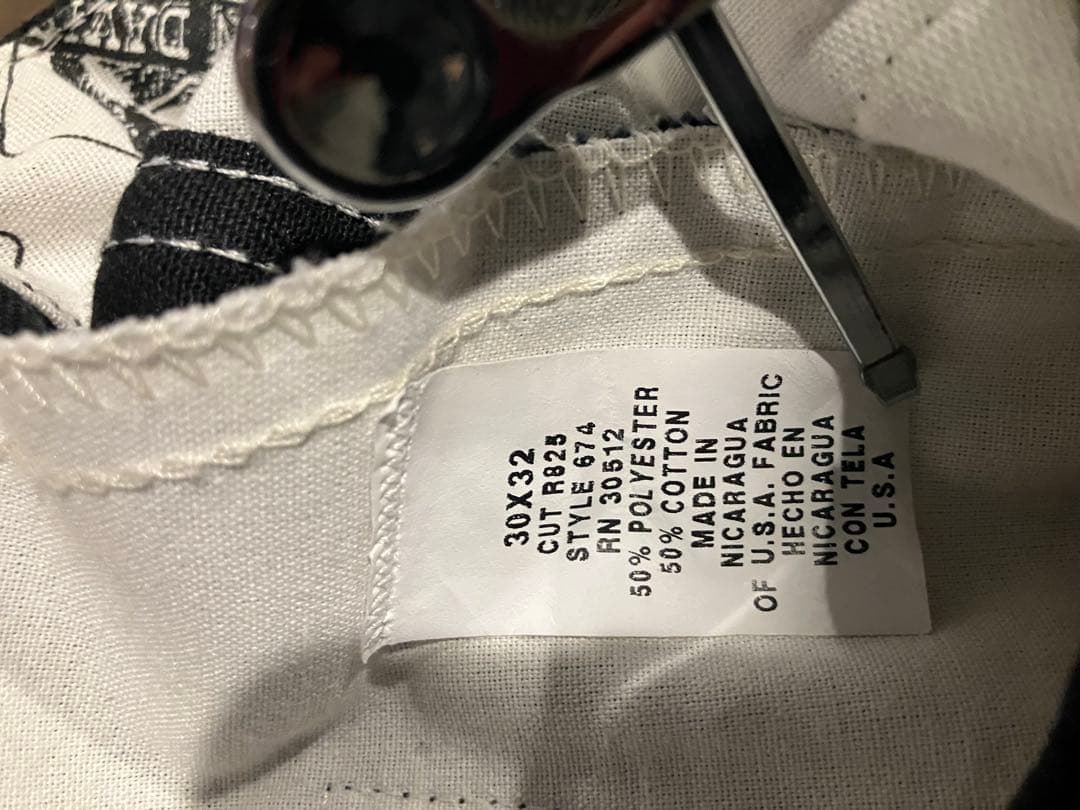 30X32
CUT R825
STYLE 674
RN 30512
50% POLYESTER
50% COTTON
MADE IN
NICARAGUA
OF U.S.A. FABRIC
HECHO EN
NICARAGUA
CON TELA
U.S.A